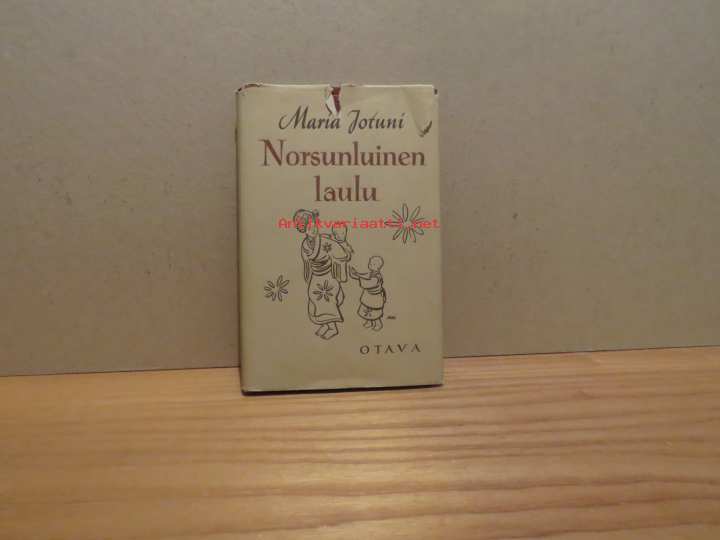 Maria Jotuni
Norsunluinen
laulu
Antikvariaatti.net
OTAVA